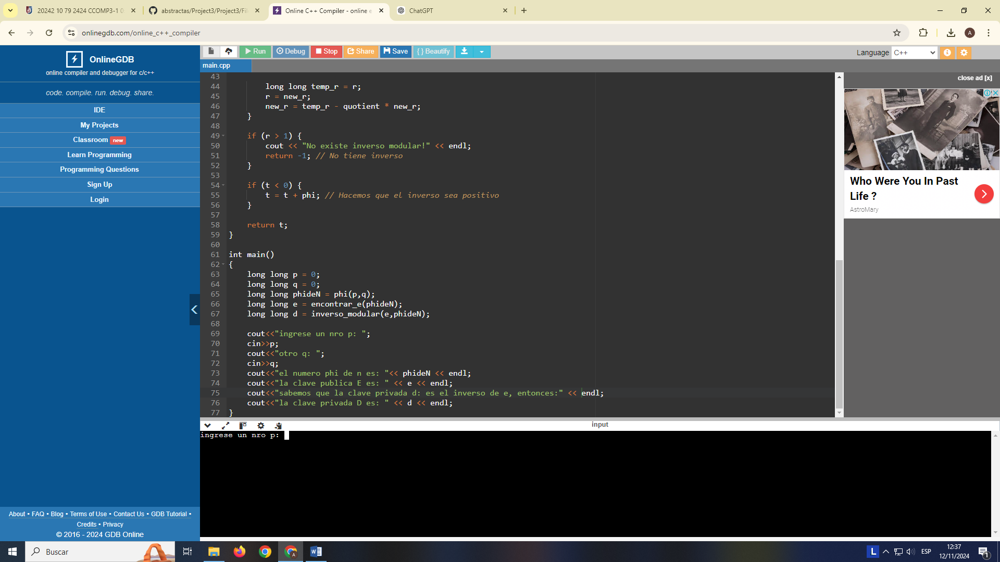 20242 10 79 2424 CCOMP3-1 0
abstractas/Project3/Project3/Fil
Online C++ Compiler - online e
ChatGPT
onlinegdb.com/online_c++_compiler
A
OnlineGDB
online compiler and debugger for c/c++
code. compile. run. debug. share.
IDE
My Projects
Classroom new
Learn Programming
Programming Questions
Sign Up
Login
About • FAQ • Blog • Terms of Use • Contact Us • GDB Tutorial •
Credits • Privacy
© 2016 - 2024 GDB Online
Run Debug Stop Share Save { } Beautify
Language C++
main.cpp
43
44 long long temp_r = r;
45 r = new_r;
46 new_r = temp_r - quotient * new_r;
47 }
48
49 if (r > 1) {
50 cout << "No existe inverso modular!" << endl;
51 return -1; // No tiene inverso
52 }
53
54 if (t < 0) {
55 t = t + phi; // Hacemos que el inverso sea positivo
56 }
57
58 return t;
59 }
60
61 int main()
62 {
63 long long p = 0;
64 long long q = 0;
65 long long phideN = phi(p,q);
66 long long e = encontrar_e(phideN);
67 long long d = inverso_modular(e,phideN);
68
69 cout<<"ingrese un nro p: ";
70 cin>>p;
71 cout<<"otro q: ";
72 cin>>q;
73 cout<<"el numero phi de n es: "<< phideN << endl;
74 cout<<"la clave publica E es: " << e << endl;
75 cout<<"sabemos que la clave privada d: es el inverso de e, entonces:" << endl;
76 cout<<"la clave privada D es: " << d << endl;
77 }
close ad [x]
Who Were You In Past
Life ?
AstroMary
input
ingrese un nro p:
Buscar
A
L
ESP
12:37
12/11/2024
1